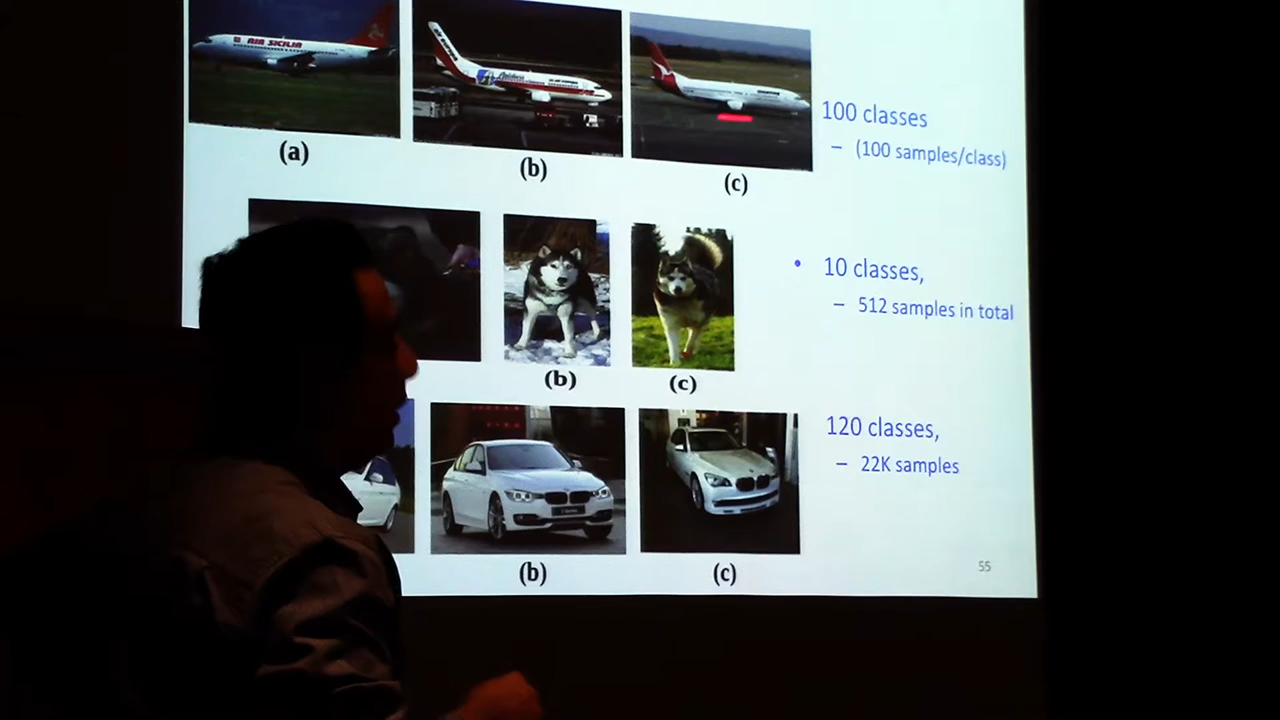 AIR SICILIA
(a)
(b)
(c)
100 classes
– (100 samples/class)
(b)
(c)
• 10 classes,
– 512 samples in total
(b)
(c)
120 classes,
– 22K samples
55